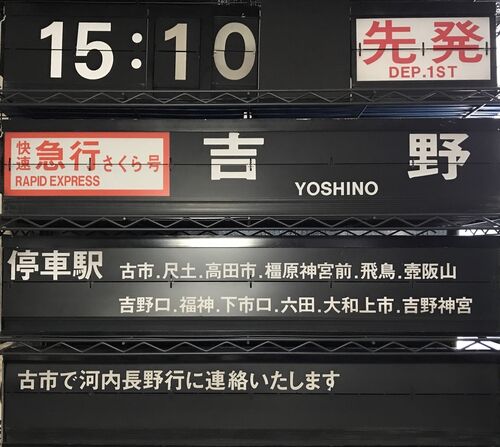 15:10
先発
DEP.1ST
快速急行さくら号
RAPID EXPRESS
吉野
YOSHINO
停車駅
古市.尺土.高田市.橿原神宮前.飛鳥.壺阪山
吉野口.福神.下市口.六田.大和上市.吉野神宮
古市で河内長野行に連絡いたします